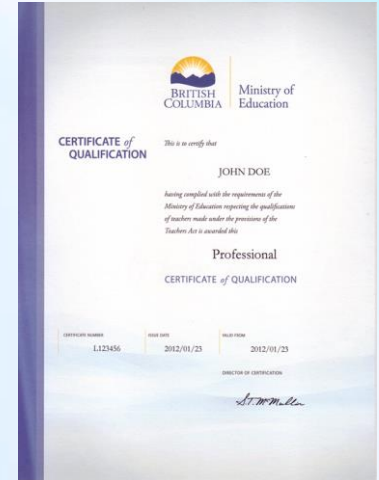 BRITISH
COLUMBIA
Ministry of
Education
CERTIFICATE of
QUALIFICATION
This is to certify that
JOHN DOE
having complied with the requirements of the
Ministry of Education respecting the qualifications
of teachers made under the provisions of the
Teachers Act is awarded this
Professional
CERTIFICATE of QUALIFICATION
CERTIFICATE NUMBER
L123456
ISSUE DATE
2012/01/23
VALID FROM
2012/01/23
DIRECTOR OF CERTIFICATION